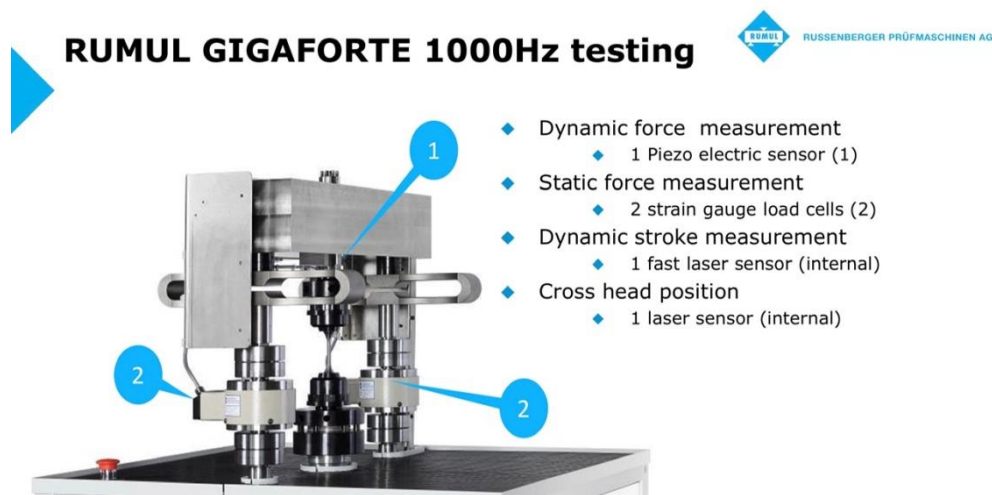 RUMUL GIGAFORTE 1000Hz testing
RUMUL
RUSSENBERGER PRÜFMASCHINEN AG
Dynamic force measurement
1 Piezo electric sensor (1)
Static force measurement
2 strain gauge load cells (2)
Dynamic stroke measurement
1 fast laser sensor (internal)
Cross head position
1 laser sensor (internal)
1
2
2